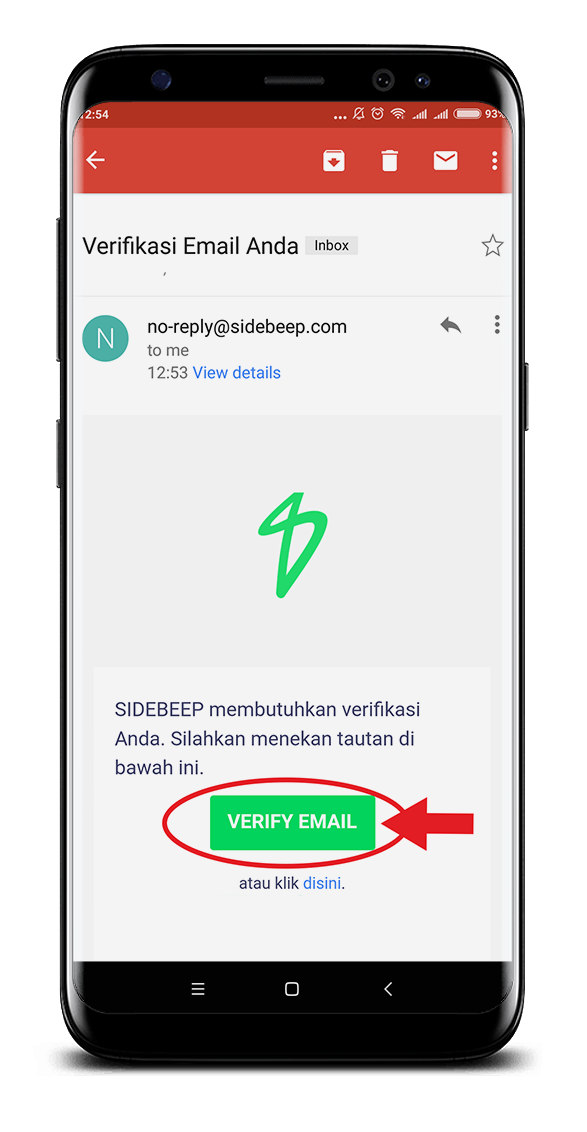 2:54 93%
Verifikasi Email Anda Inbox
N
no-reply@sidebeep.com
to me
12:53 View details
SIDEBEEP membutuhkan verifikasi
Anda. Silahkan menekan tautan di
bawah ini.
VERIFY EMAIL
atau klik disini.